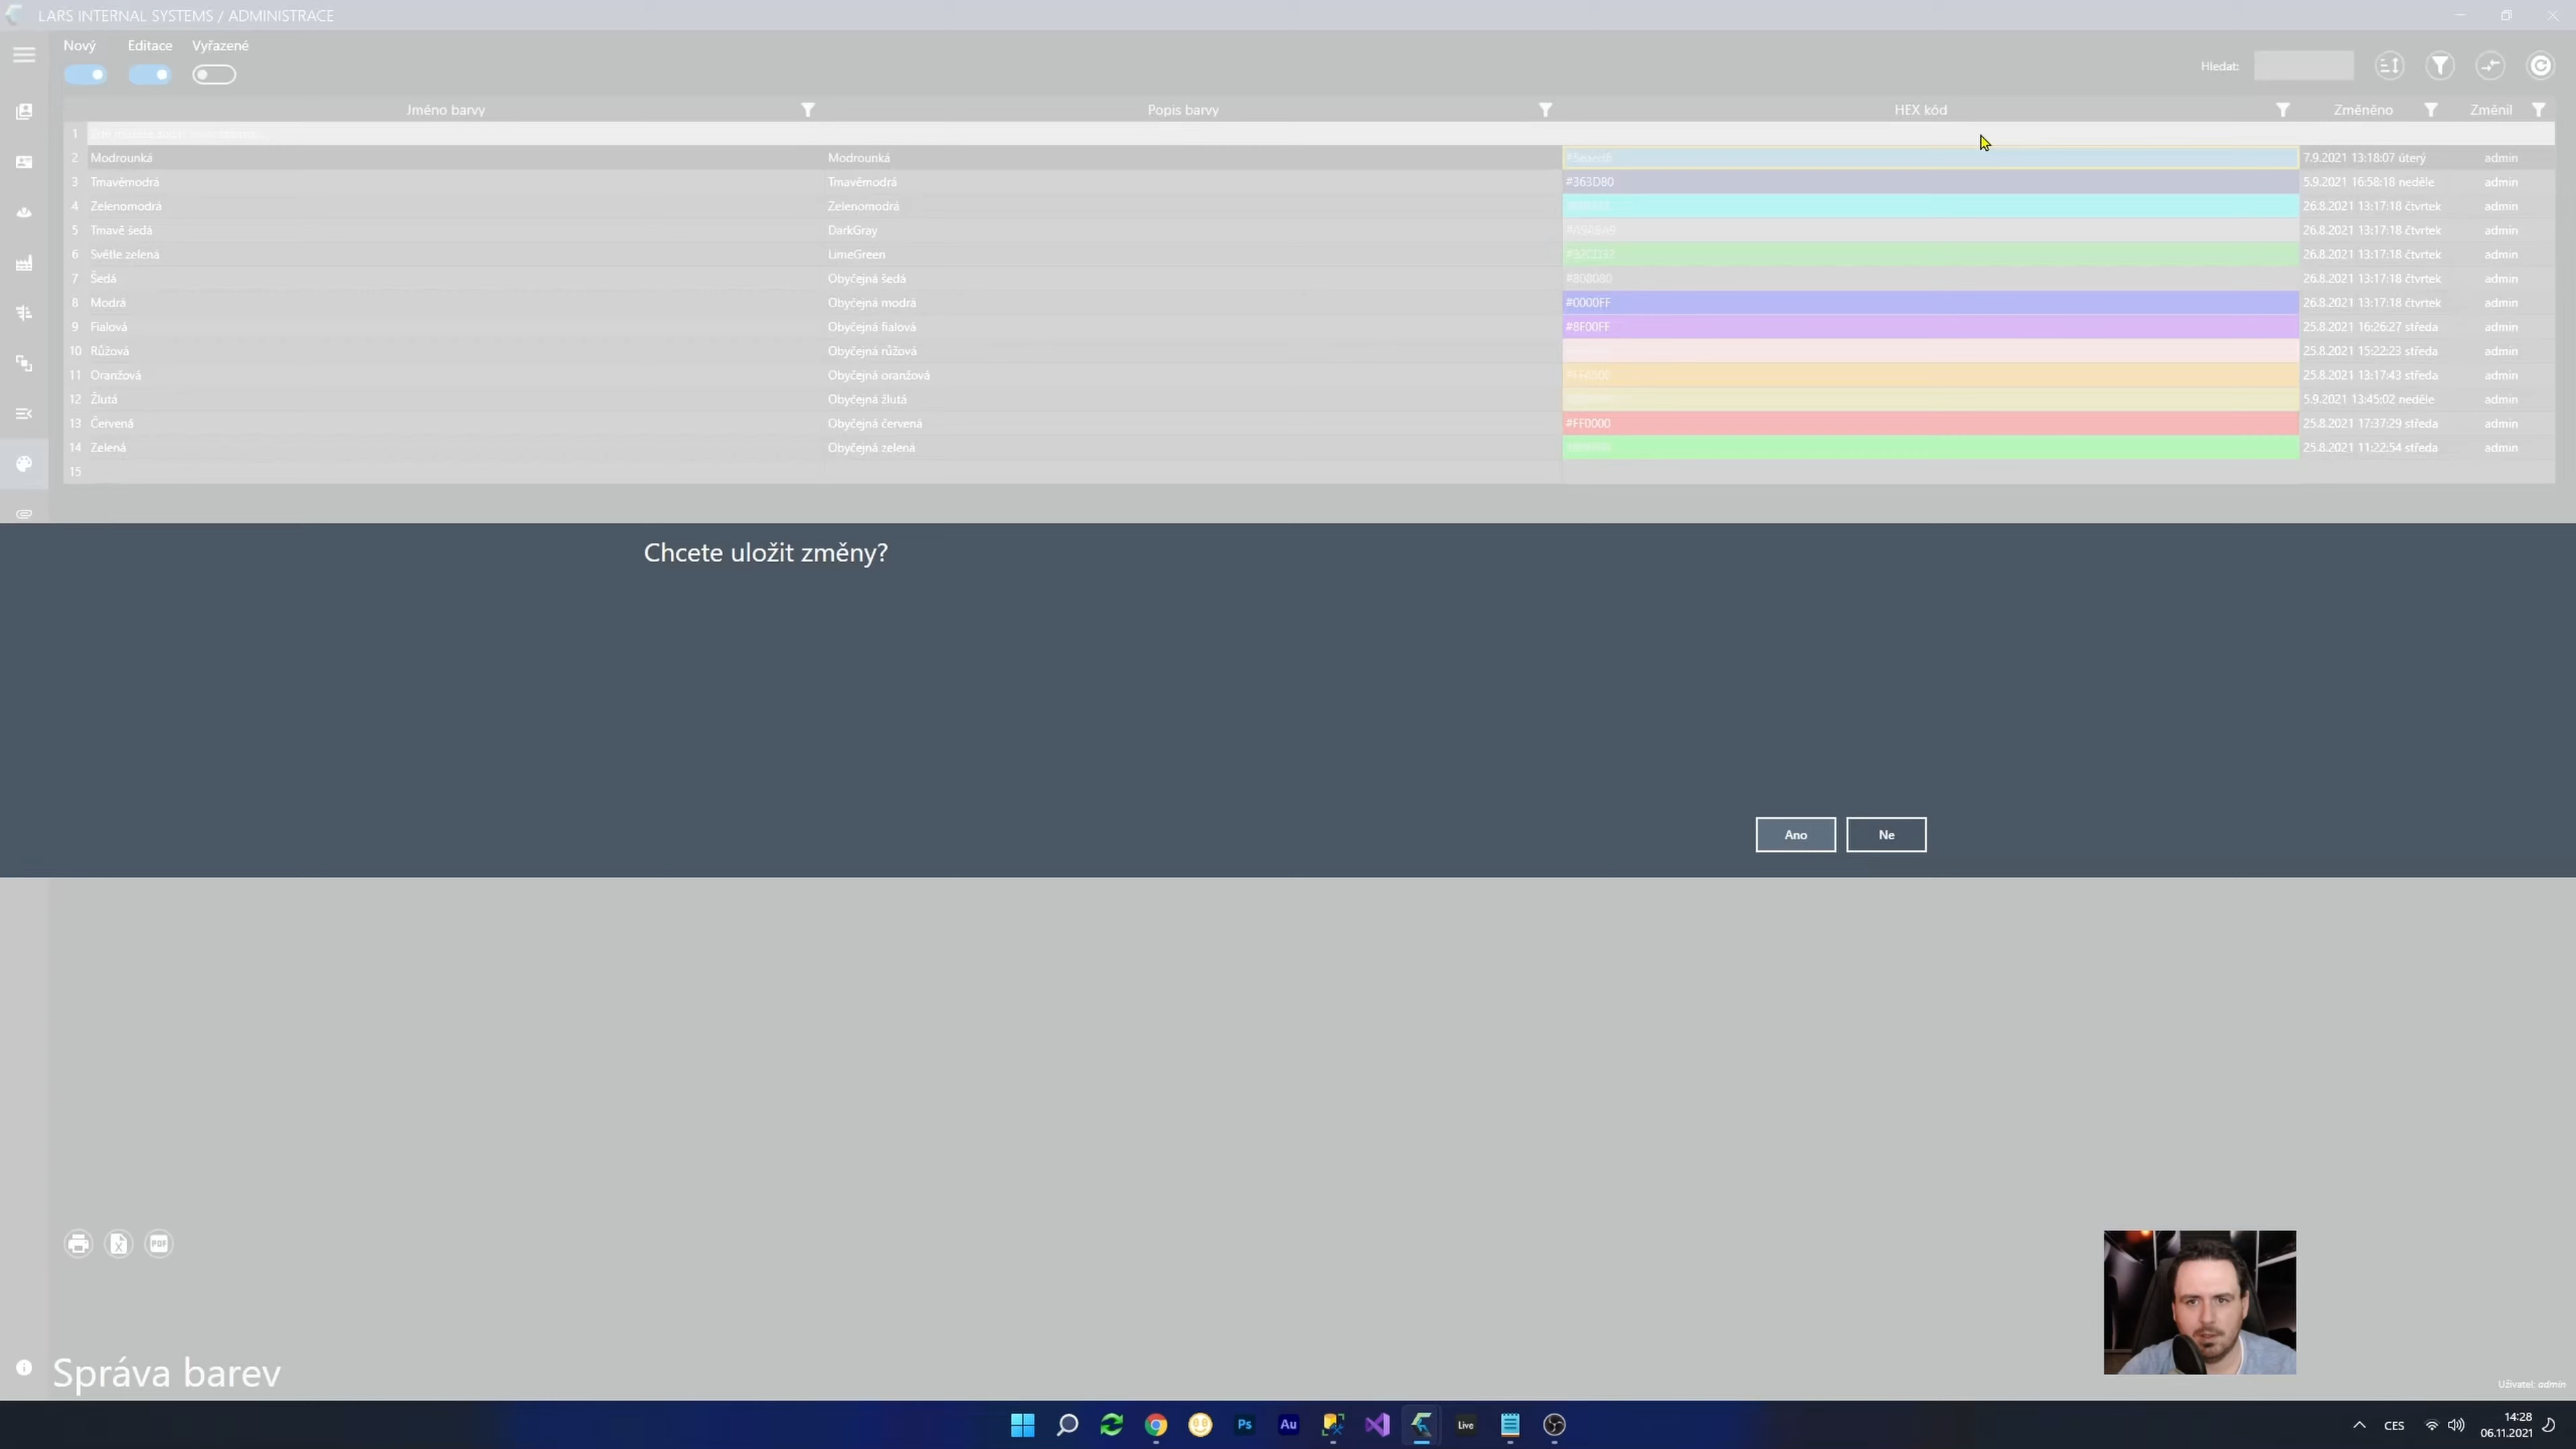 LARS INTERNAL SYSTEMS / ADMINISTRACE
Nový Editace Vyřazené
Hledat:
Jméno barvy Popis barvy HEX kód Změněno Změnil
1
2 Modrounká Modrounká 7.9.2021 13:18:07 úterý admin
3 Tmavěmodrá Tmavěmodrá #363D80 5.9.2021 16:58:18 neděle admin
4 Zelenomodrá Zelenomodrá 26.8.2021 13:17:18 čtvrtek admin
5 Tmavě šedá DarkGray #A9A9A9 26.8.2021 13:17:18 čtvrtek admin
6 Světle zelená LimeGreen #32CD32 26.8.2021 13:17:18 čtvrtek admin
7 Šedá Obyčejná šedá #808080 26.8.2021 13:17:18 čtvrtek admin
8 Modrá Obyčejná modrá #0000FF 26.8.2021 13:17:18 čtvrtek admin
9 Fialová Obyčejná fialová #8F00FF 25.8.2021 16:26:27 středa admin
10 Růžová Obyčejná růžová 25.8.2021 15:22:23 středa admin
11 Oranžová Obyčejná oranžová 25.8.2021 13:17:43 středa admin
12 Žlutá Obyčejná žlutá 5.9.2021 13:45:02 neděle admin
13 Červená Obyčejná červená #FF0000 25.8.2021 17:37:29 středa admin
14 Zelená Obyčejná zelená 25.8.2021 11:22:54 středa admin
15
Chcete uložit změny?
Ano Ne
PDF
Správa barev
Uživatel: admin
Ps Au Live CES 14:28
06.11.2021